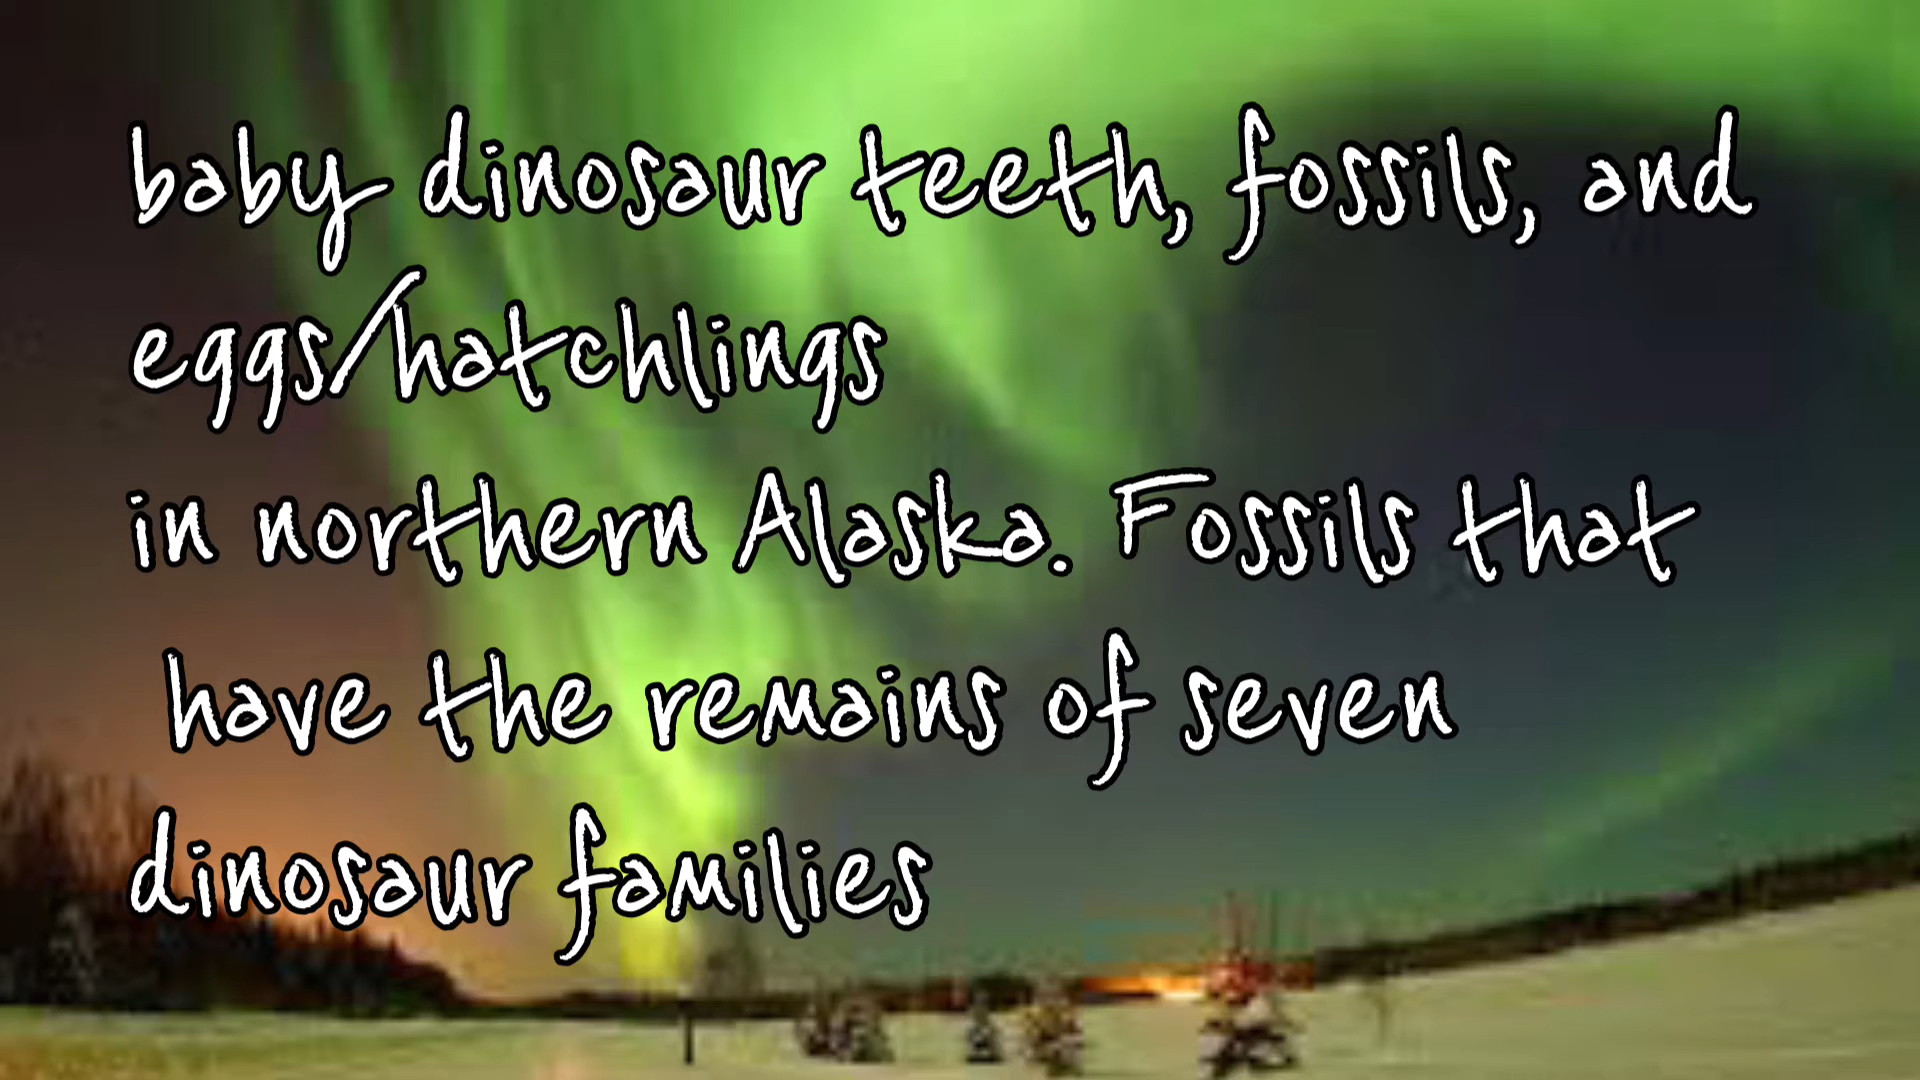 baby dinosaur teeth, fossils, and
eggs/hatchlings
in northern Alaska. Fossils that
have the remains of seven
dinosaur families